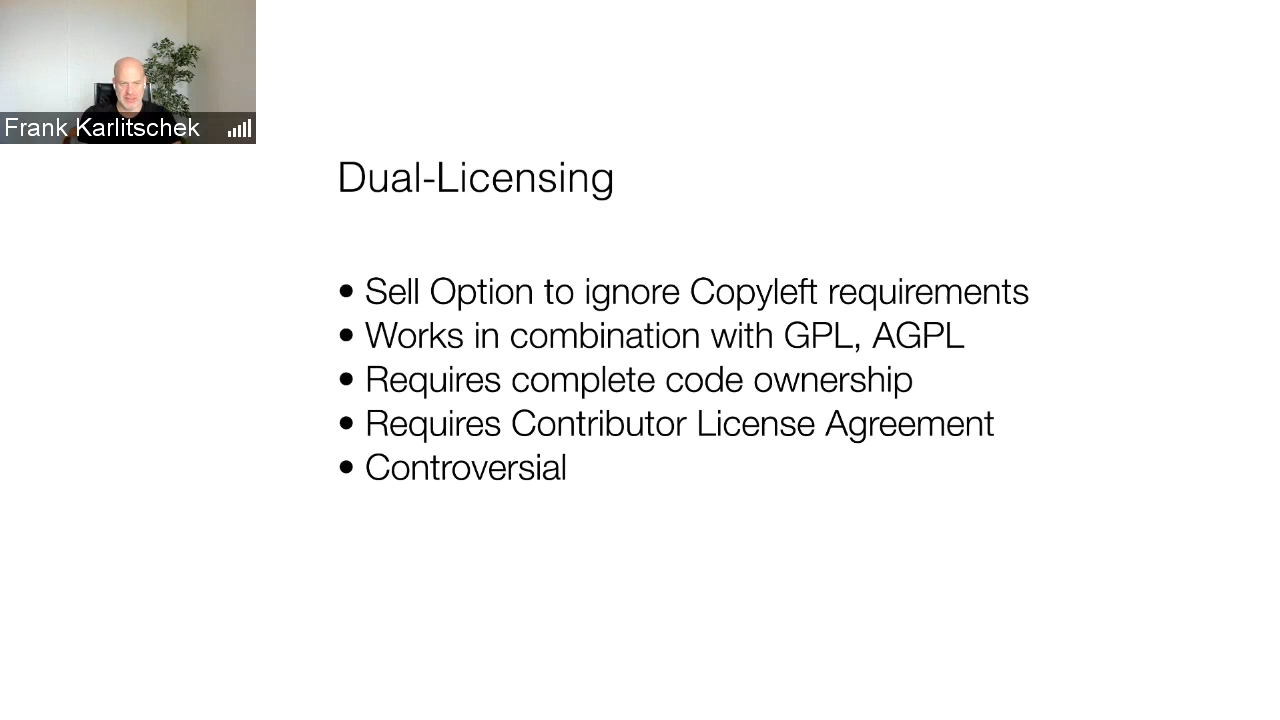 Frank Karlitschek
Dual-Licensing
• Sell Option to ignore Copyleft requirements
• Works in combination with GPL, AGPL
• Requires complete code ownership
• Requires Contributor License Agreement
• Controversial